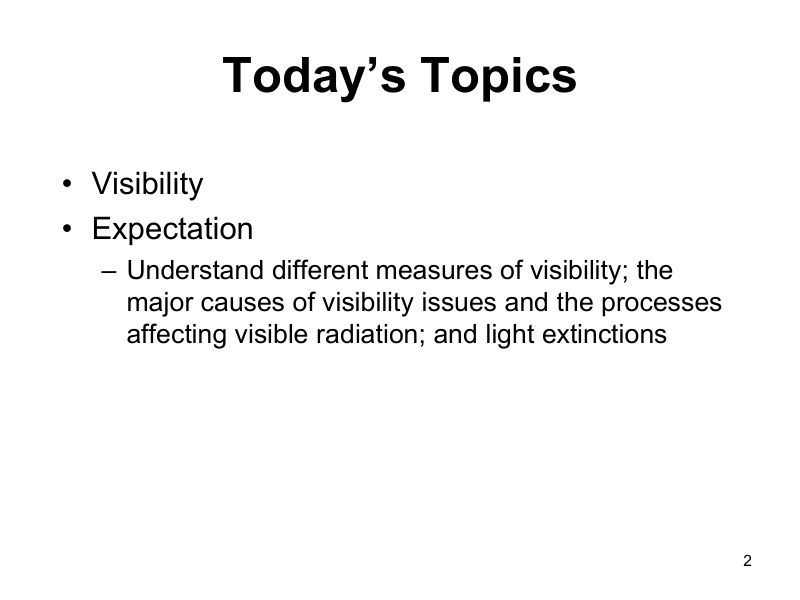 Today’s Topics
• Visibility
• Expectation
– Understand different measures of visibility; the
major causes of visibility issues and the processes
affecting visible radiation; and light extinctions
2